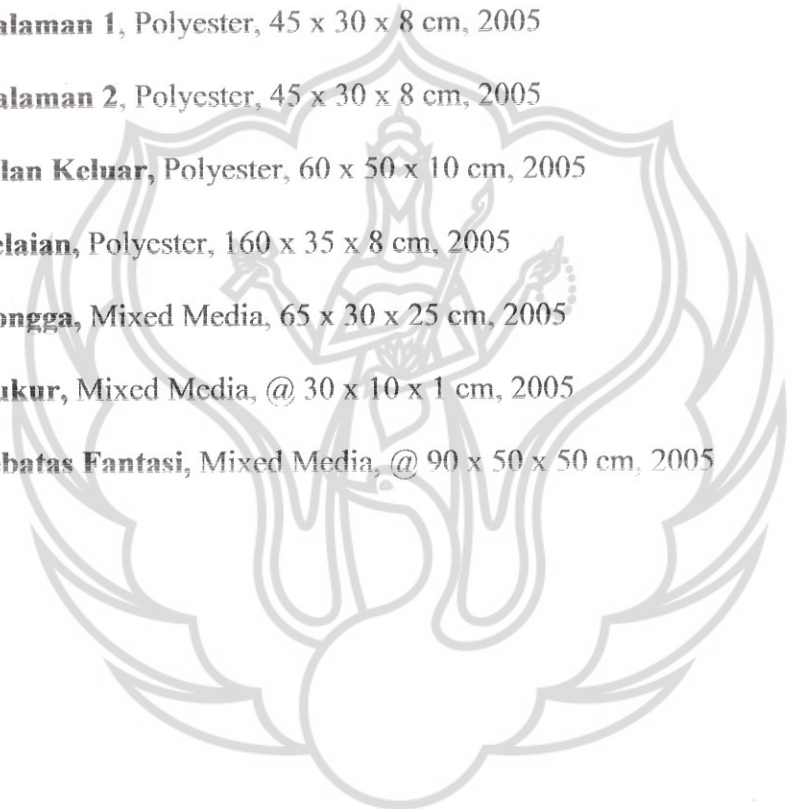 alaman 1, Polyester, 45 x 30 x 8 cm, 2005
alaman 2, Polyester, 45 x 30 x 8 cm, 2005
lan Keluar, Polyester, 60 x 50 x 10 cm, 2005
elaian, Polyester, 160 x 35 x 8 cm, 2005
ongga, Mixed Media, 65 x 30 x 25 cm, 2005
ukur, Mixed Media, @ 30 x 10 x 1 cm, 2005
batas Fantasi, Mixed Media, @ 90 x 50 x 50 cm, 2005